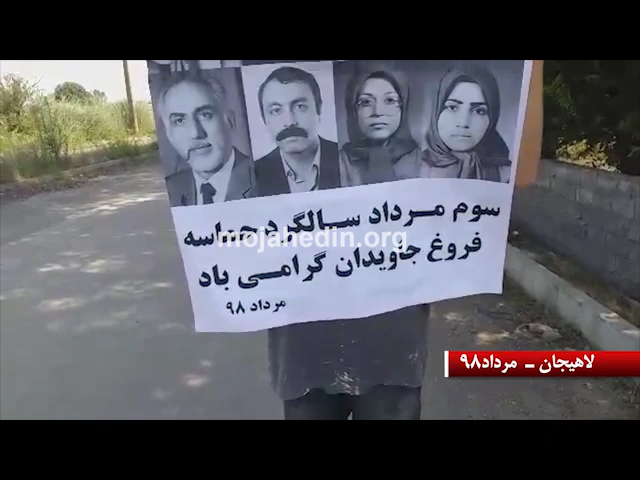 سوم مرداد سالگرد حماسه
mojahedin.org
فروغ جاویدان گرامی باد
مرداد ۹۸
لاهیجان - مرداد۹۸